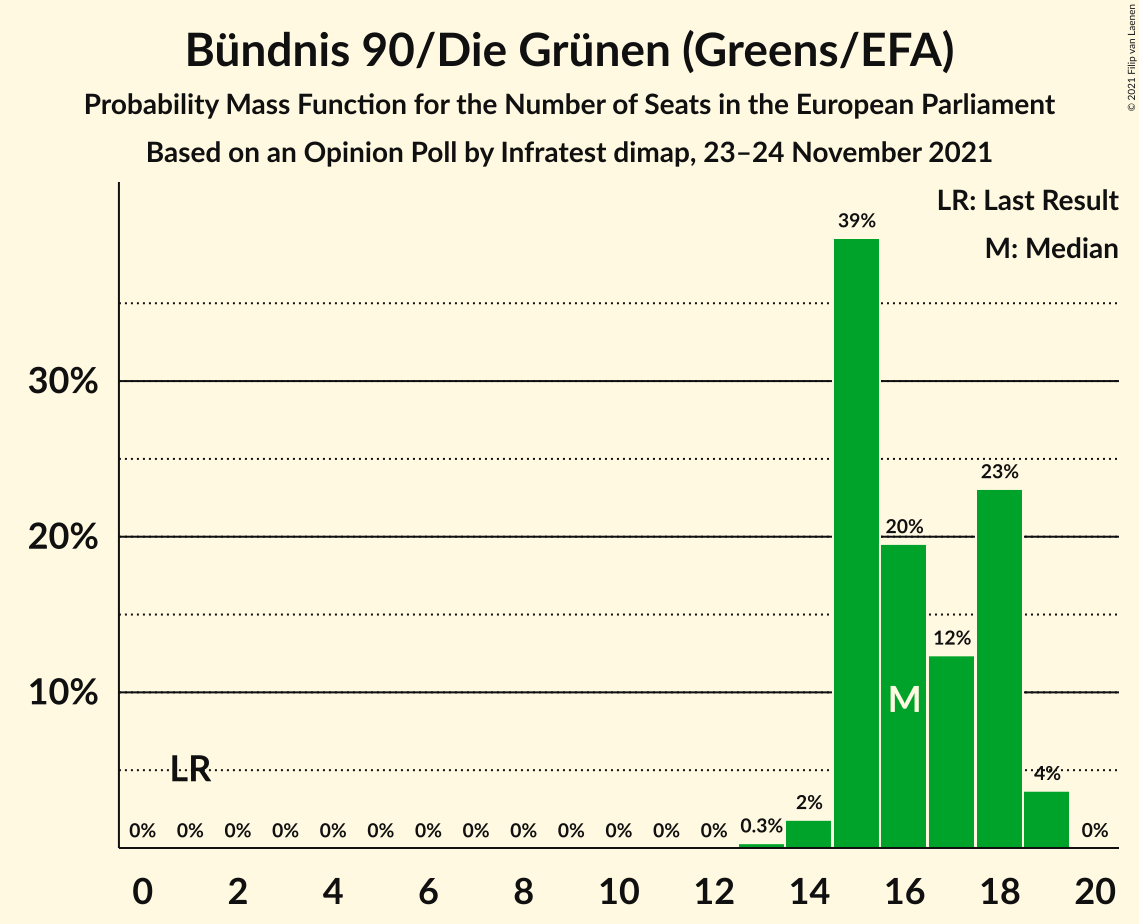 Bündnis 90/Die Grünen (Greens/EFA)
Probability Mass Function for the Number of Seats in the European Parliament
Based on an Opinion Poll by Infratest dimap, 23–24 November 2021
© 2021 Filip van Laenen
LR: Last Result
M: Median
39%
30%
23%
20%
20%
12%
10%
M
LR
4%
2%
0% 0% 0% 0% 0% 0% 0% 0% 0% 0% 0% 0% 0% 0.3% 0%
0 2 4 6 8 10 12 14 16 18 20